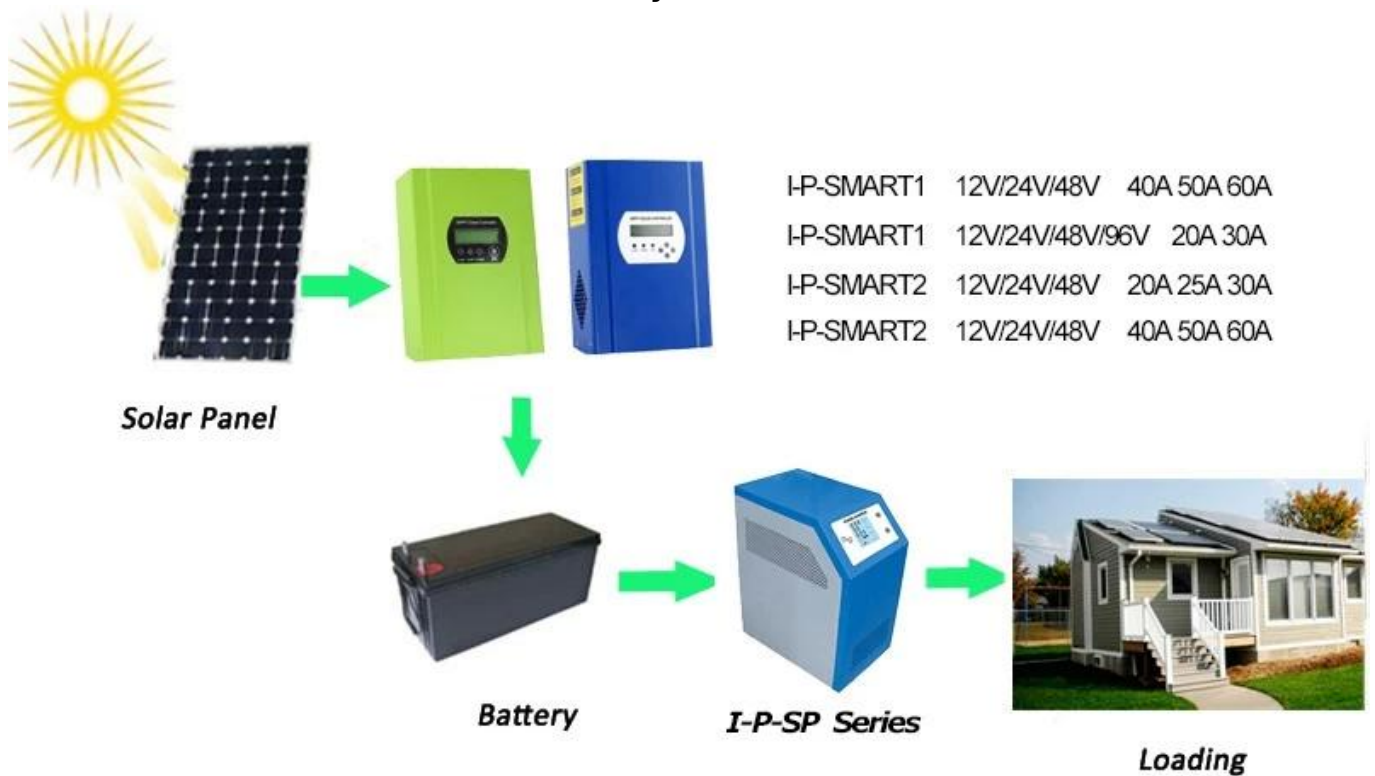 I-P-SMART1 12V/24V/48V 40A 50A 60A
I-P-SMART1 12V/24V/48V/96V 20A 30A
I-P-SMART2 12V/24V/48V 20A 25A 30A
I-P-SMART2 12V/24V/48V 40A 50A 60A
Solar Panel
Battery
I-P-SP Series
Loading